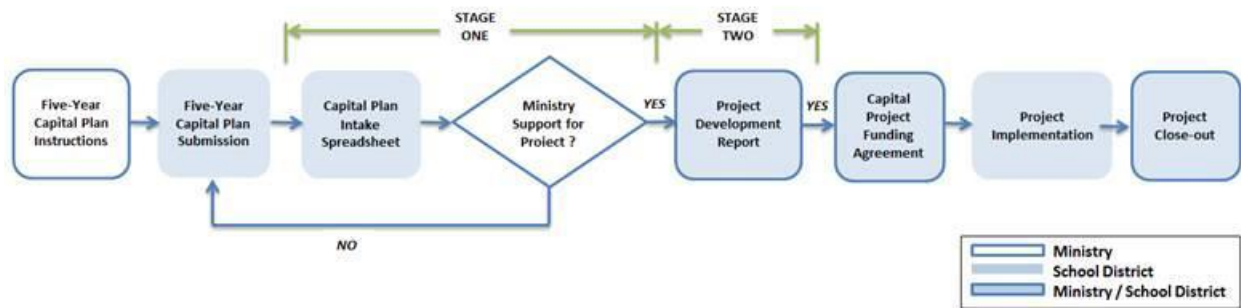 STAGE
ONE
STAGE
TWO
Five-Year
Capital Plan
Instructions
Five-Year
Capital Plan
Submission
Capital Plan
Intake
Spreadsheet
Ministry
Support for
Project ?
YES
Project
Development
Report
YES
Capital
Project
Funding
Agreement
Project
Implementation
Project
Close-out
NO
Ministry
School District
Ministry / School District